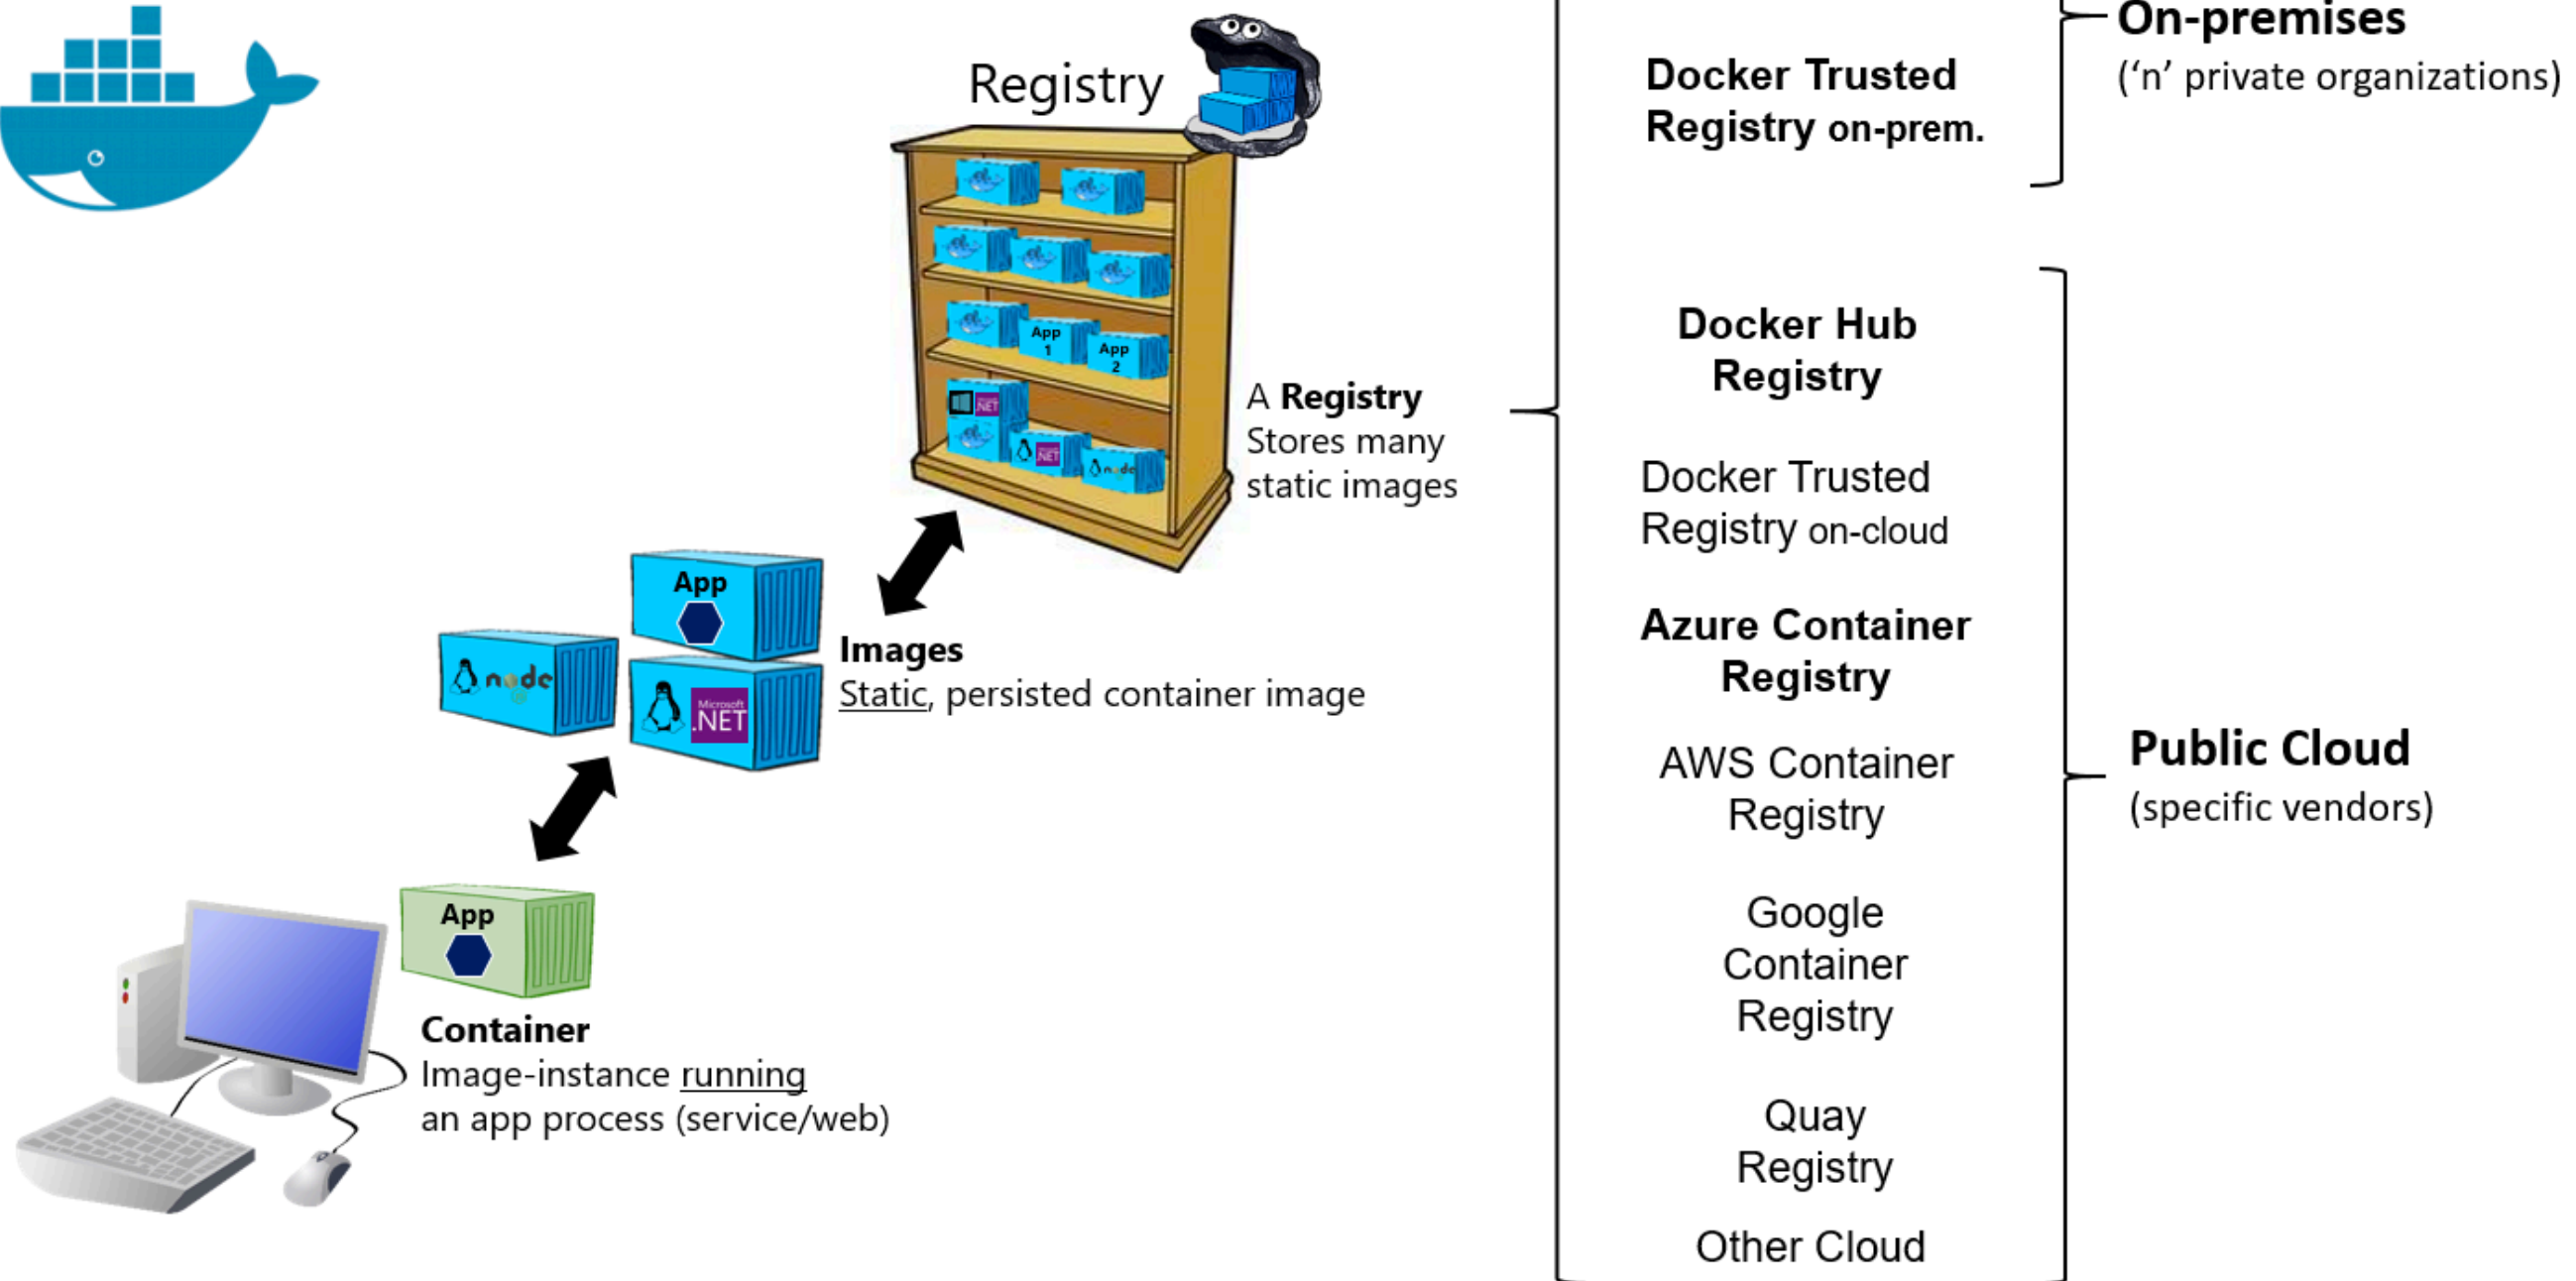 Registry
A Registry
Stores many
static images
App
1
App
2
.NET
.NET
node
App
node
Microsoft
.NET
Images
Static, persisted container image
App
Container
Image-instance running
an app process (service/web)
Docker Trusted
Registry on-prem.
On-premises
(‘n’ private organizations)
Docker Hub
Registry
Docker Trusted
Registry on-cloud
Azure Container
Registry
AWS Container
Registry
Google
Container
Registry
Quay
Registry
Other Cloud
Public Cloud
(specific vendors)